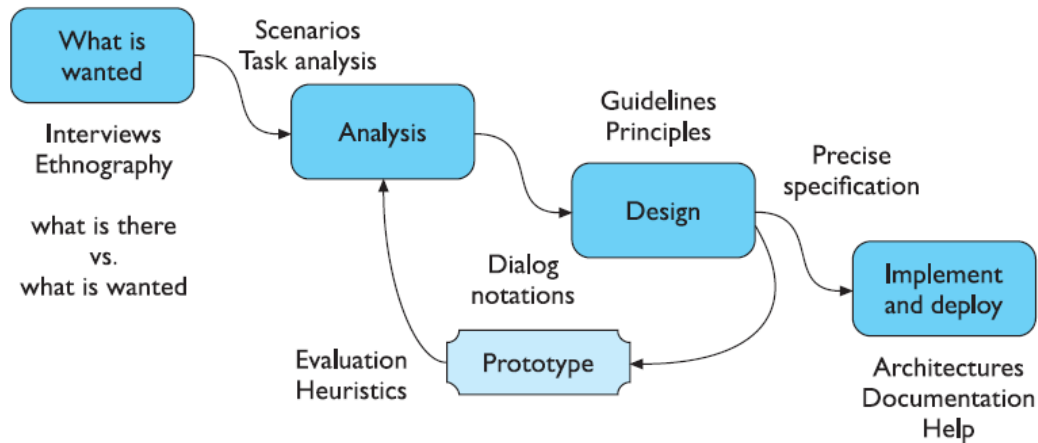 What is
wanted
Scenarios
Task analysis
Interviews
Ethnography
what is there
vs.
what is wanted
Analysis
Guidelines
Principles
Design
Precise
specification
Dialog
notations
Implement
and deploy
Evaluation
Heuristics
Prototype
Architectures
Documentation
Help